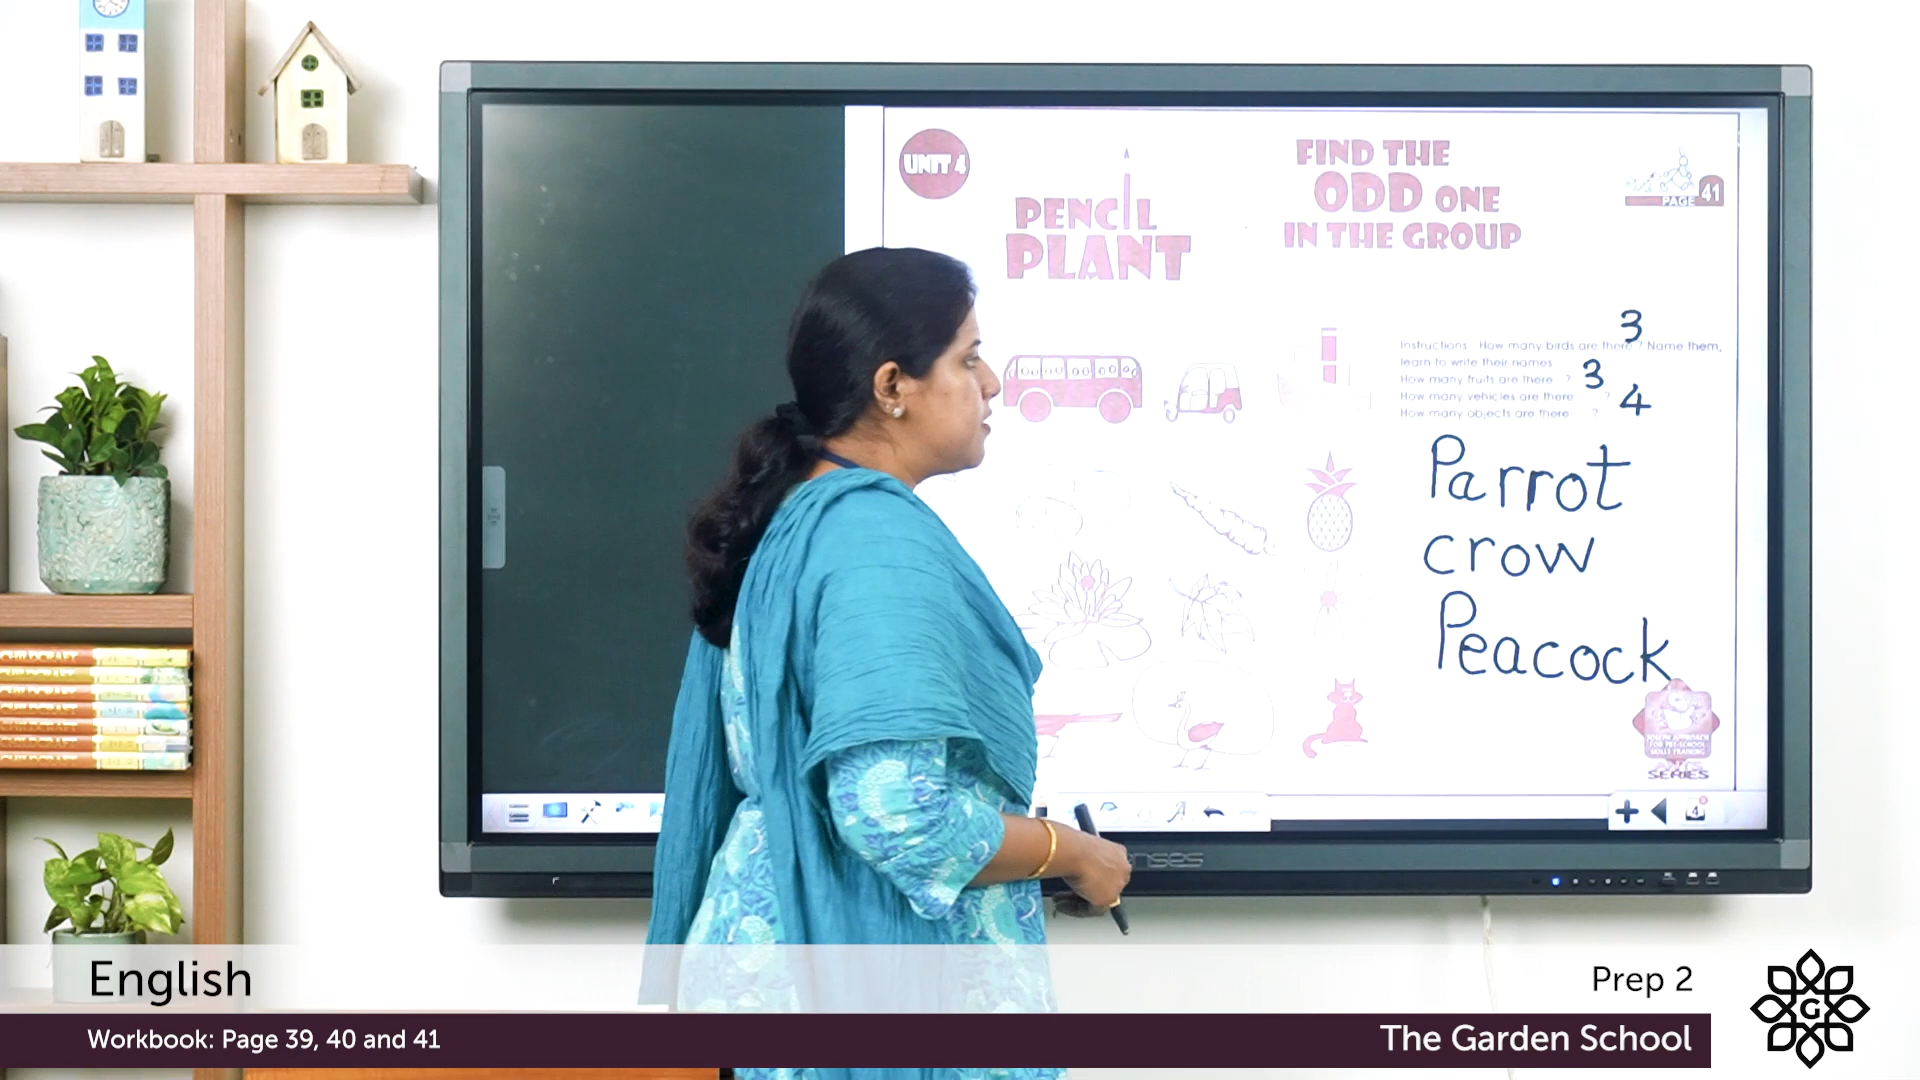 UNIT 4
PENCIL
PLANT
FIND THE
ODD ONE
IN THE GROUP
PAGE 41
Instructions : How many birds are there ? Name them,
learn to write their names
How many fruits are there ?
How many vehicles are there ?
How many objects are there ?
3
3
4
Parrot
crow
Peacock
SERIES
English
Prep 2
Workbook: Page 39, 40 and 41
The Garden School
G